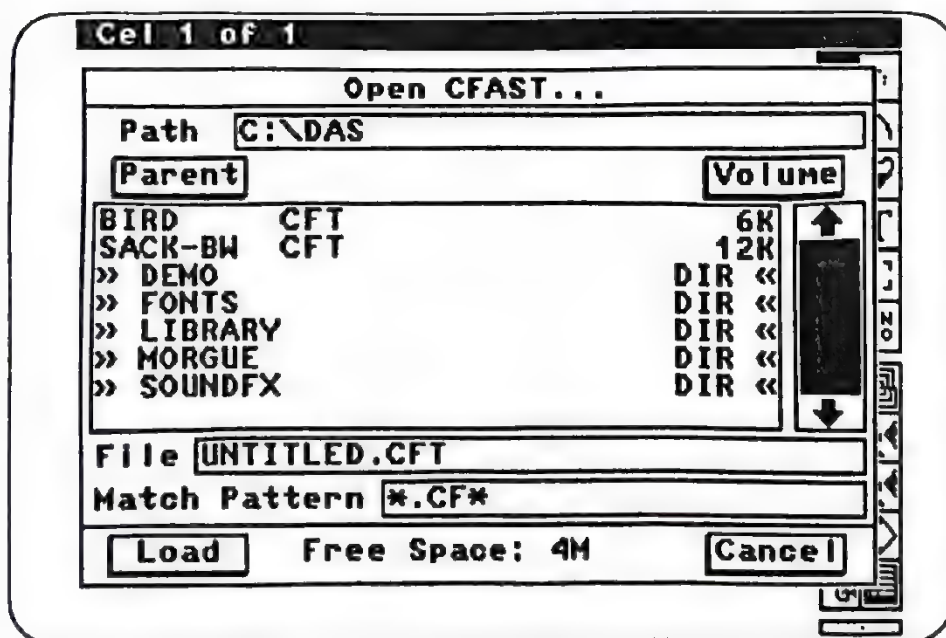 Cel 1 of 1
Open CFAST...
Path C:\DAS
Parent Volume
BIRD CFT 6K
SACK-BW CFT 12K
» DEMO DIR «
» FONTS DIR «
» LIBRARY DIR «
» MORGUE DIR «
» SOUNDFX DIR «
File UNTITLED.CFT
Match Pattern *.CF*
Load Free Space: 4M Cancel
NO